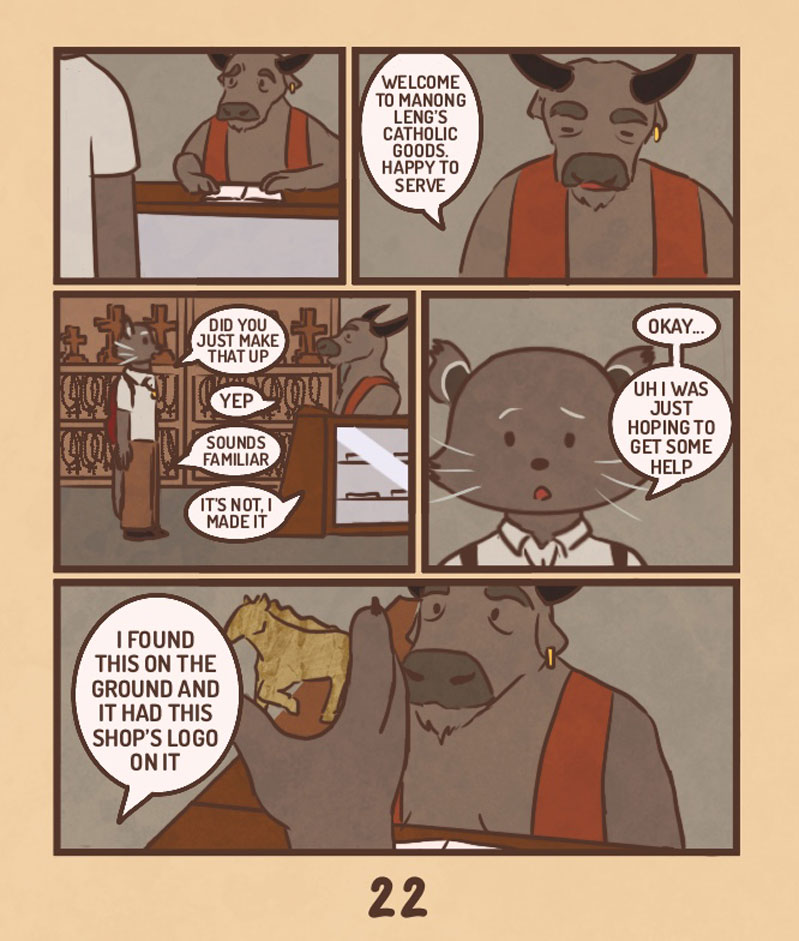 WELCOME
TO MANONG
LENG'S
CATHOLIC
GOODS.
HAPPY TO
SERVE
DID YOU
JUST MAKE
THAT UP
YEP
SOUNDS
FAMILIAR
IT'S NOT, I
MADE IT
OKAY...
UH I WAS
JUST
HOPING TO
GET SOME
HELP
I FOUND
THIS ON THE
GROUND AND
IT HAD THIS
SHOP'S LOGO
ON IT
22